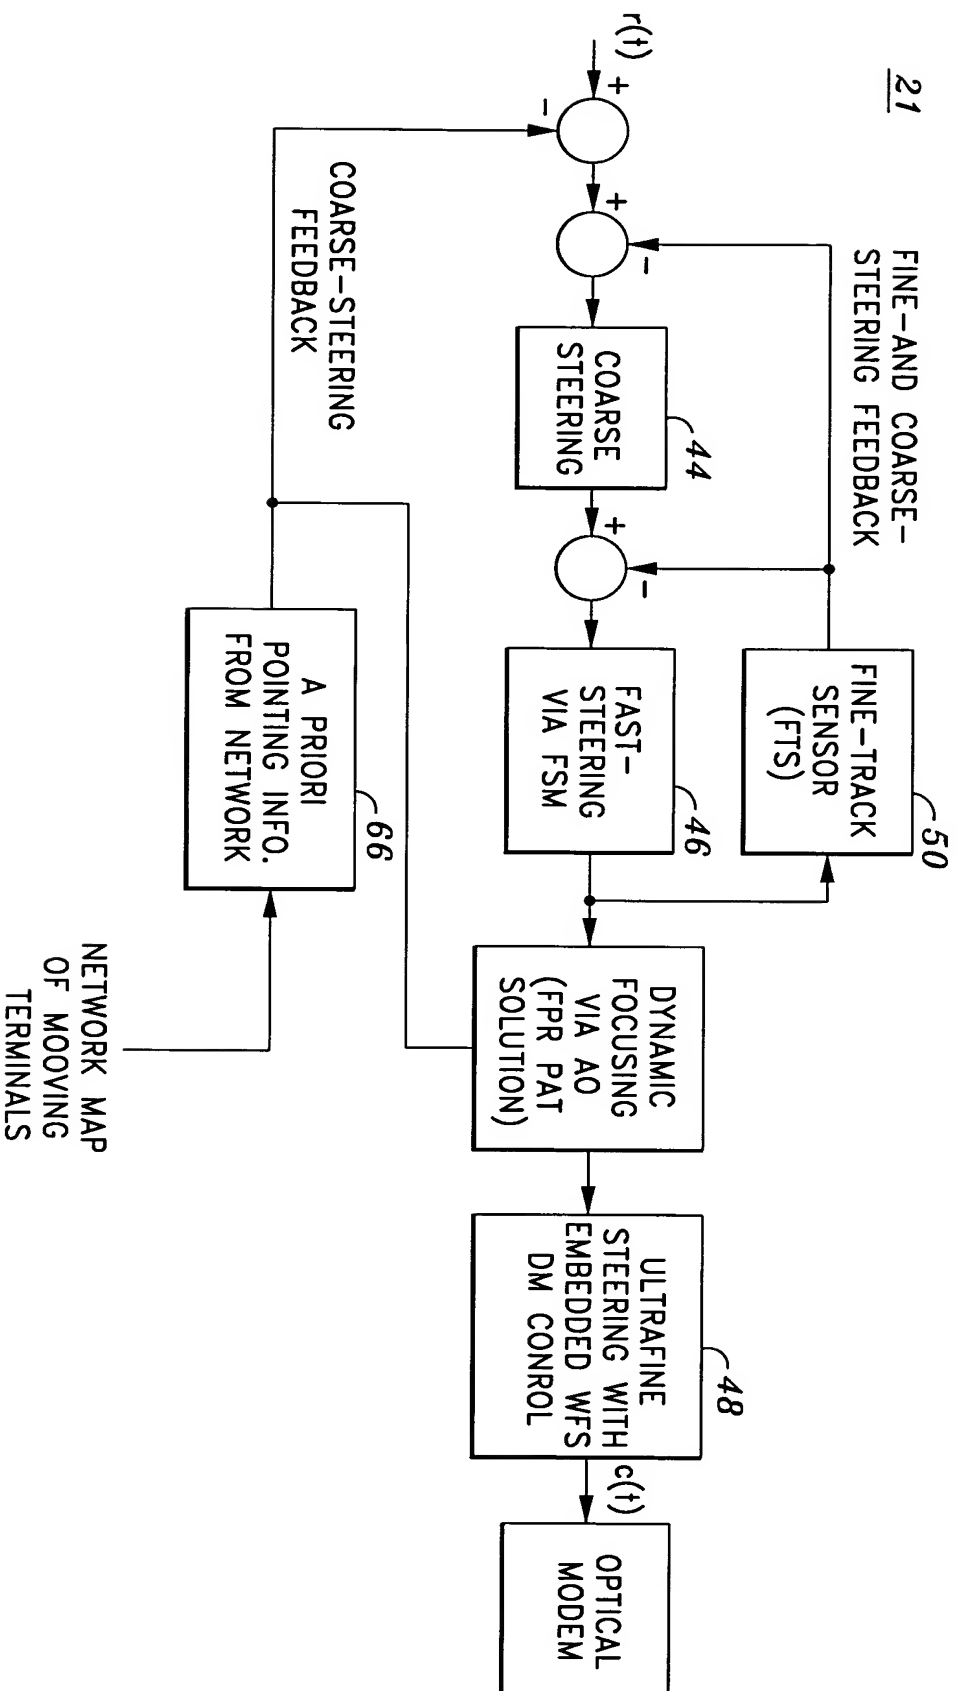 21
FINE-AND COARSE-
STEERING FEEDBACK
FINE-TRACK
SENSOR
(FTS)
50
r(t)
+
-
+
-
COARSE
STEERING
44
+
-
FAST-
STEERING
VIA FSM
46
DYNAMIC
FOCUSING
VIA AO
(FPR PAT
SOLUTION)
ULTRAFINE
STEERING WITH
EMBEDDED WFS
DM CONROL
48
c(t)
OPTICAL
MODEM
COARSE-STEERING
FEEDBACK
A PRIORI
POINTING INFO.
FROM NETWORK
66
NETWORK MAP
OF MOOVING
TERMINALS